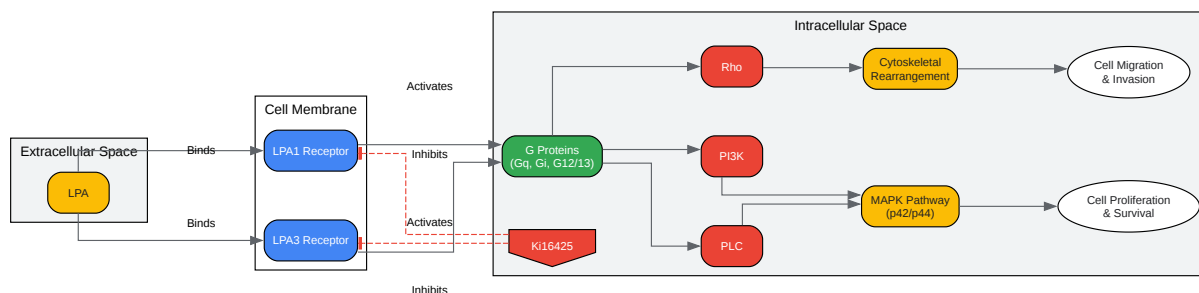 Intracellular Space
Rho
Cytoskeletal
Rearrangement
Cell Migration
& Invasion
Activates
Cell Membrane
Extracellular Space
Binds
LPA1 Receptor
Inhibits
G Proteins
(Gq, Gi, G12/13)
PI3K
LPA
MAPK Pathway
(p42/p44)
Cell Proliferation
& Survival
Binds
LPA3 Receptor
Activates
Ki16425
PLC
Inhibits